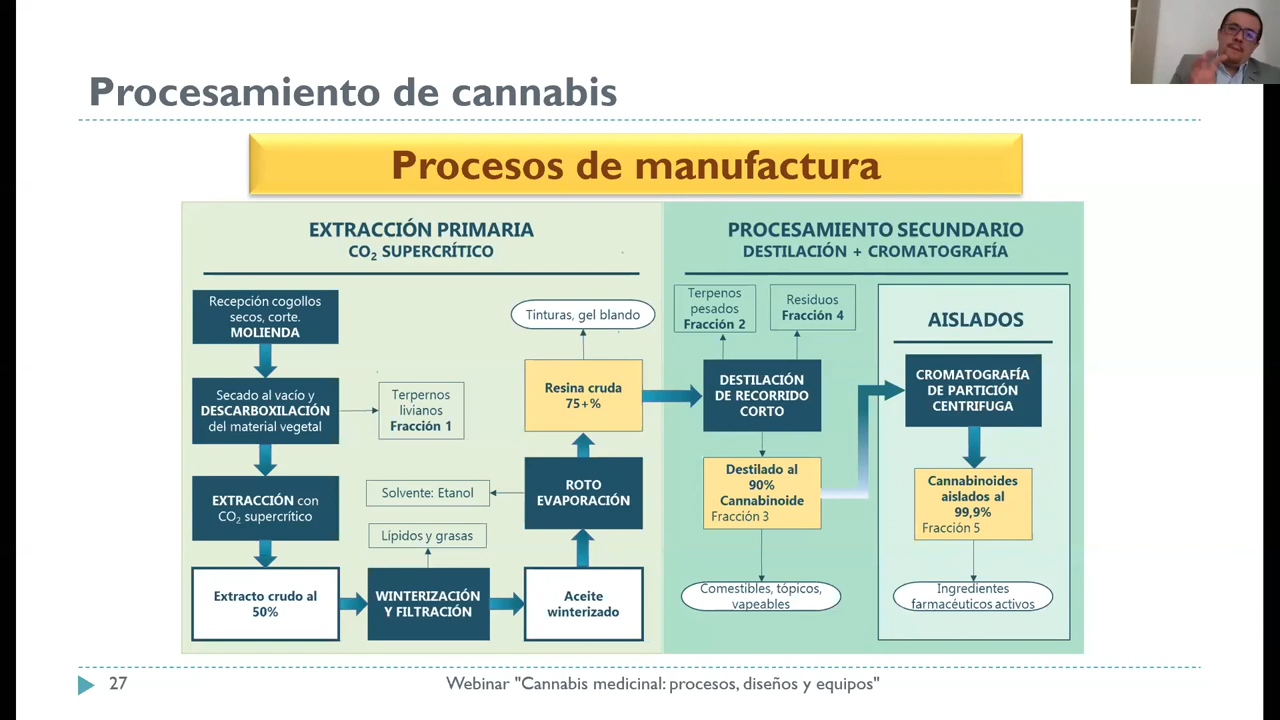 Procesamiento de cannabis
Procesos de manufactura
EXTRACCIÓN PRIMARIA
CO₂ SUPERCRÍTICO
Recepción cogollos
secos, corte.
MOLIENDA
Secado al vacío y
DESCARBOXILACIÓN
del material vegetal
Terpernos
livianos
Fracción 1
EXTRACCIÓN con
CO₂ supercrítico
Extracto crudo al
50%
WINTERIZACIÓN
Y FILTRACIÓN
Lípidos y grasas
Aceite
winterizado
ROTO
EVAPORACIÓN
Solvente: Etanol
Resina cruda
75+%
Tinturas, gel blando
PROCESAMIENTO SECUNDARIO
DESTILACIÓN + CROMATOGRAFÍA
Terpenos
pesados
Fracción 2
Residuos
Fracción 4
DESTILACIÓN
DE RECORRIDO
CORTO
Destilado al
90%
Cannabinoide
Fracción 3
Comestibles, tópicos,
vapeables
AISLADOS
CROMATOGRAFÍA
DE PARTICIÓN
CENTRIFUGA
Cannabinoides
aislados al
99,9%
Fracción 5
Ingredientes
farmacéuticos activos
27
Webinar "Cannabis medicinal: procesos, diseños y equipos"